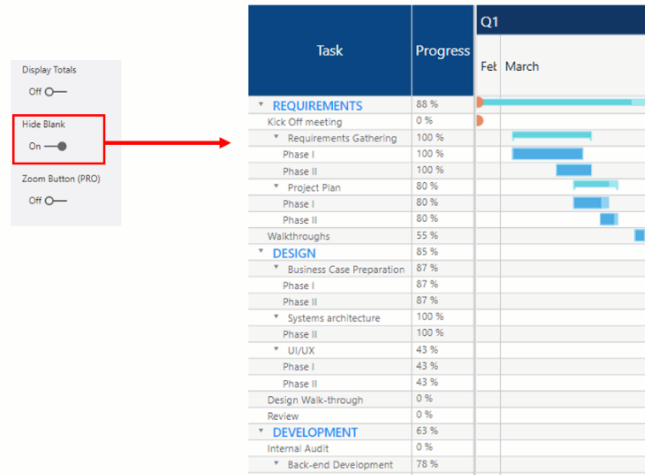 Display Totals
Off
Hide Blank
On
Zoom Button (PRO)
Off
Q1
Task Progress
Feb March
REQUIREMENTS 88 %
Kick Off meeting 0 %
Requirements Gathering 100 %
Phase I 100 %
Phase II 100 %
Project Plan 80 %
Phase I 80 %
Phase II 80 %
Walkthroughs 55 %
DESIGN 85 %
Business Case Preparation 87 %
Phase I 87 %
Phase II 87 %
Systems architecture 100 %
Phase II 100 %
UI/UX 43 %
Phase I 43 %
Phase II 43 %
Design Walk-through 0 %
Review 0 %
DEVELOPMENT 63 %
Internal Audit 0 %
Back-end Development 78 %